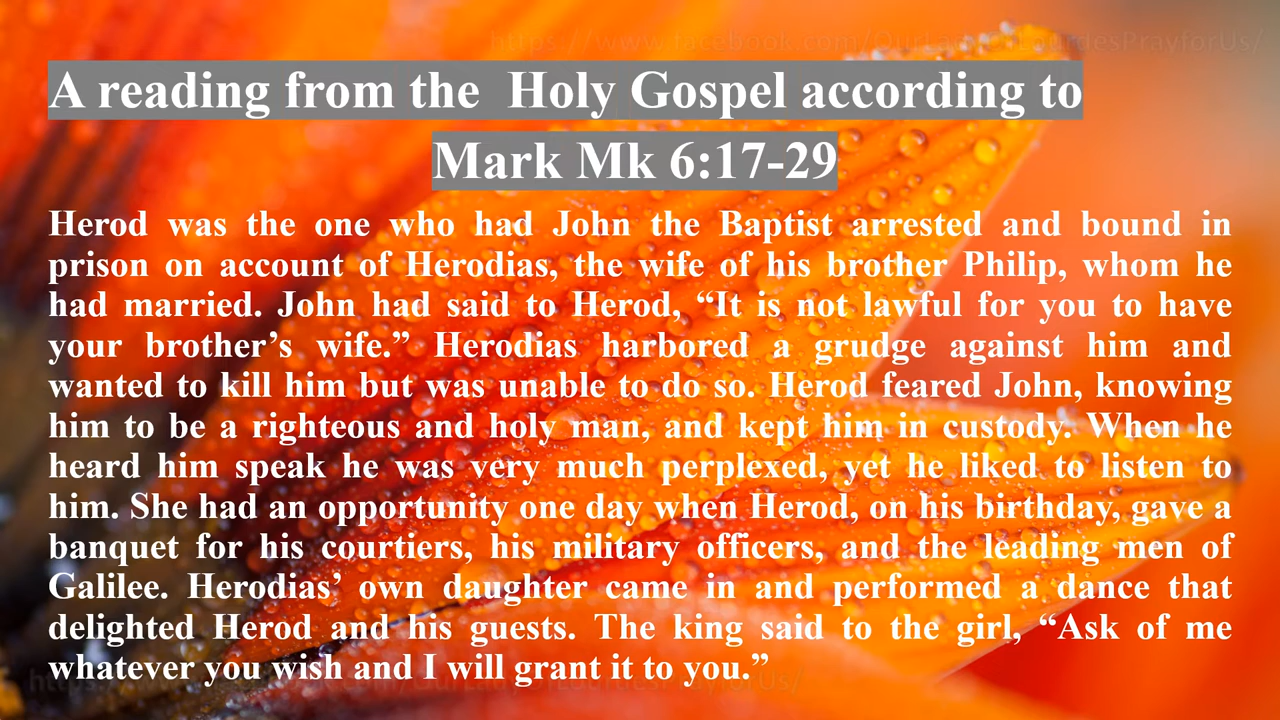 https://www.facebook.com/OurLadyofLourdesPrayforUs/
A reading from the  Holy Gospel according to
Mark Mk 6:17-29
Herod was the one who had John the Baptist arrested and bound in
prison on account of Herodias, the wife of his brother Philip, whom he
had married. John had said to Herod, “It is not lawful for you to have
your brother’s wife.” Herodias harbored a grudge against him and
wanted to kill him but was unable to do so. Herod feared John, knowing
him to be a righteous and holy man, and kept him in custody. When he
heard him speak he was very much perplexed, yet he liked to listen to
him. She had an opportunity one day when Herod, on his birthday, gave a
banquet for his courtiers, his military officers, and the leading men of
Galilee. Herodias’ own daughter came in and performed a dance that
delighted Herod and his guests. The king said to the girl, “Ask of me
whatever you wish and I will grant it to you.”